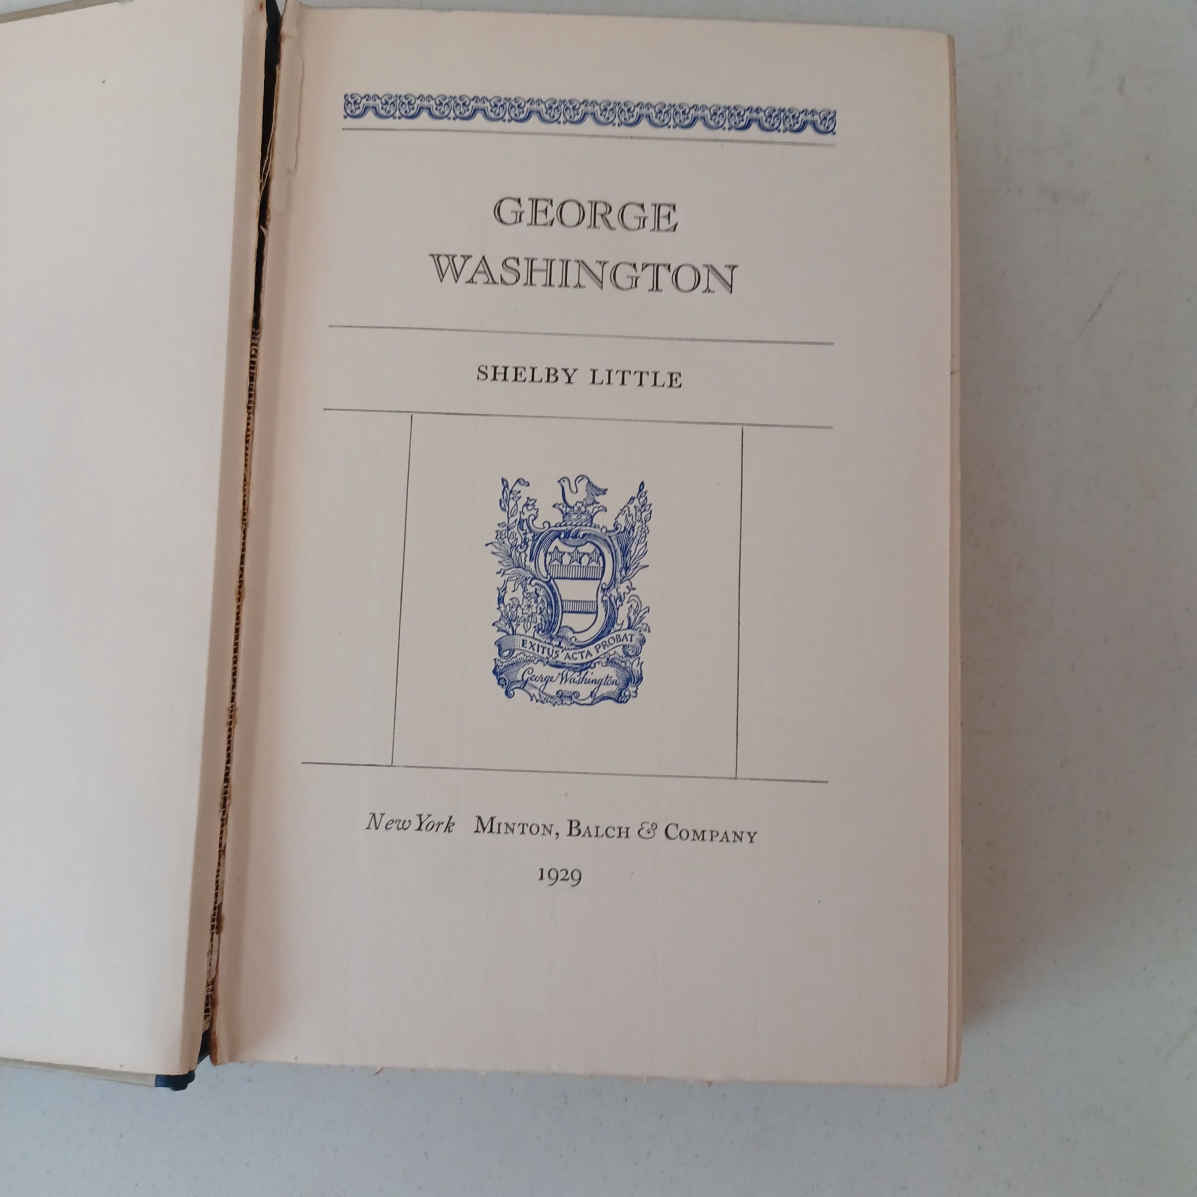 GEORGE
WASHINGTON
SHELBY LITTLE
EXITUS ACTA PROBAT
George Washington
New York MINTON, BALCH & COMPANY
1929